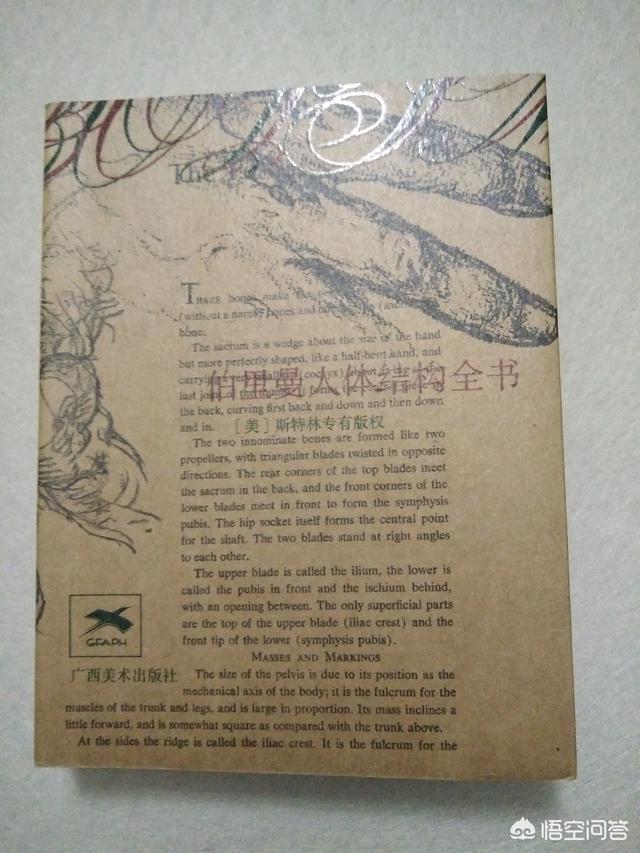 The
THREE bones make
(without a name) bones and
bone.
The sacrum is a wedge about the size of the hand
but more perfectly shaped, like a half-bent hand, and
伯里曼人体结构全书
the back, curving first back and down and then down
and in.
[美]斯特林专有版权
The two innominate bones are formed like two
propellers, with triangular blades twisted in opposite
directions. The rear corners of the top blades meet
the sacrum in the back, and the front corners of the
lower blades meet in front to form the symphysis
pubis. The hip socket itself forms the central point
for the shaft. The two blades stand at right angles
to each other.
The upper blade is called the ilium, the lower is
called the pubis in front and the ischium behind,
with an opening between. The only superficial parts
are the top of the upper blade (iliac crest) and the
front tip of the lower (symphysis pubis).
MASSES AND MARKINGS
The size of the pelvis is due to its position as the
mechanical axis of the body; it is the fulcrum for the
muscles of the trunk and legs, and is large in proportion. Its mass inclines a
little forward, and is somewhat square as compared with the trunk above.
At the sides the ridge is called the iliac crest. It is the fulcrum for the
GFAPH
广西美术出版社
悟空问答